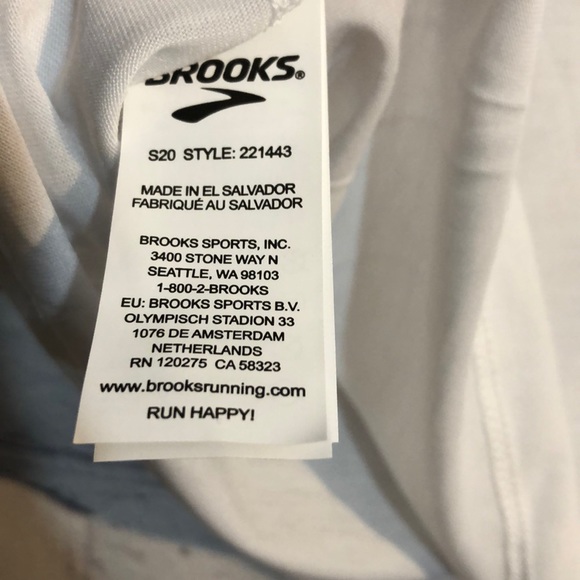 BROOKS®
S20 STYLE: 221443
MADE IN EL SALVADOR
FABRIQUÉ AU SALVADOR
BROOKS SPORTS, INC.
3400 STONE WAY N
SEATTLE, WA 98103
1-800-2-BROOKS
EU: BROOKS SPORTS B.V.
OLYMPISCH STADION 33
1076 DE AMSTERDAM
NETHERLANDS
RN 120275 CA 58323
www.brooksrunning.com
RUN HAPPY!